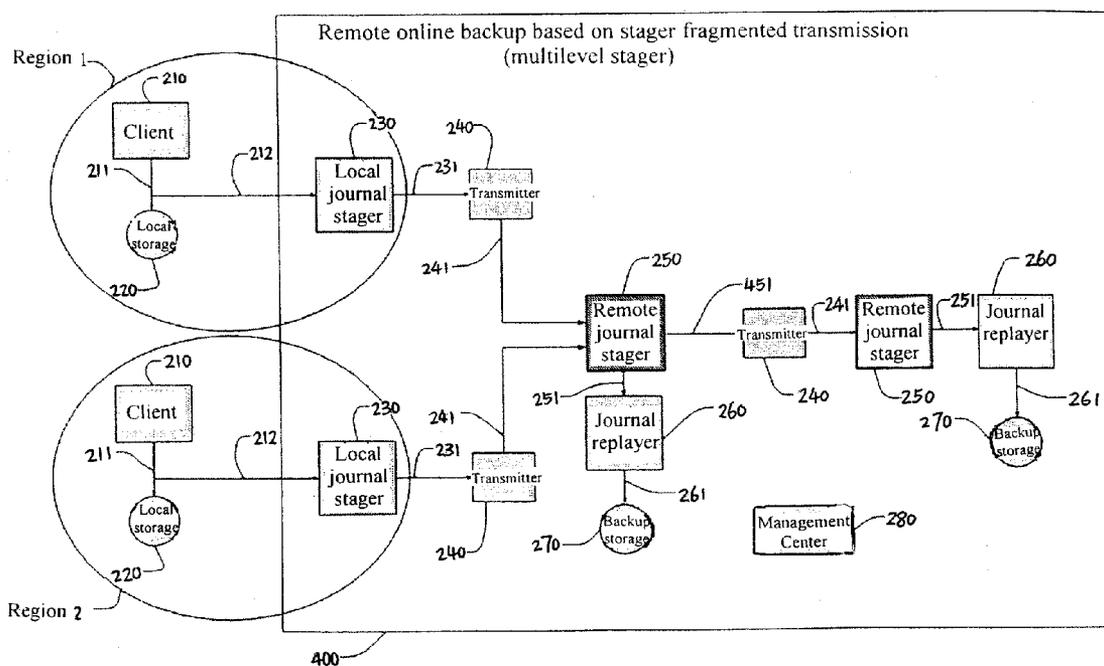 Remote online backup based on stager fragmented transmission
(multilevel stager)
Region 1
210
Client
211
212
Local
storage
220
230
Local
journal
stager
231
240
Transmitter
241
250
Remote
journal
stager
451
Transmitter
240
241
Remote
journal
stager
250
251
260
Journal
replayer
261
270
Backup
storage
251
Journal
replayer
260
261
270
Backup
storage
Management
Center
280
210
Client
211
212
Local
storage
220
230
Local
journal
stager
231
241
Transmitter
240
Region 2
400